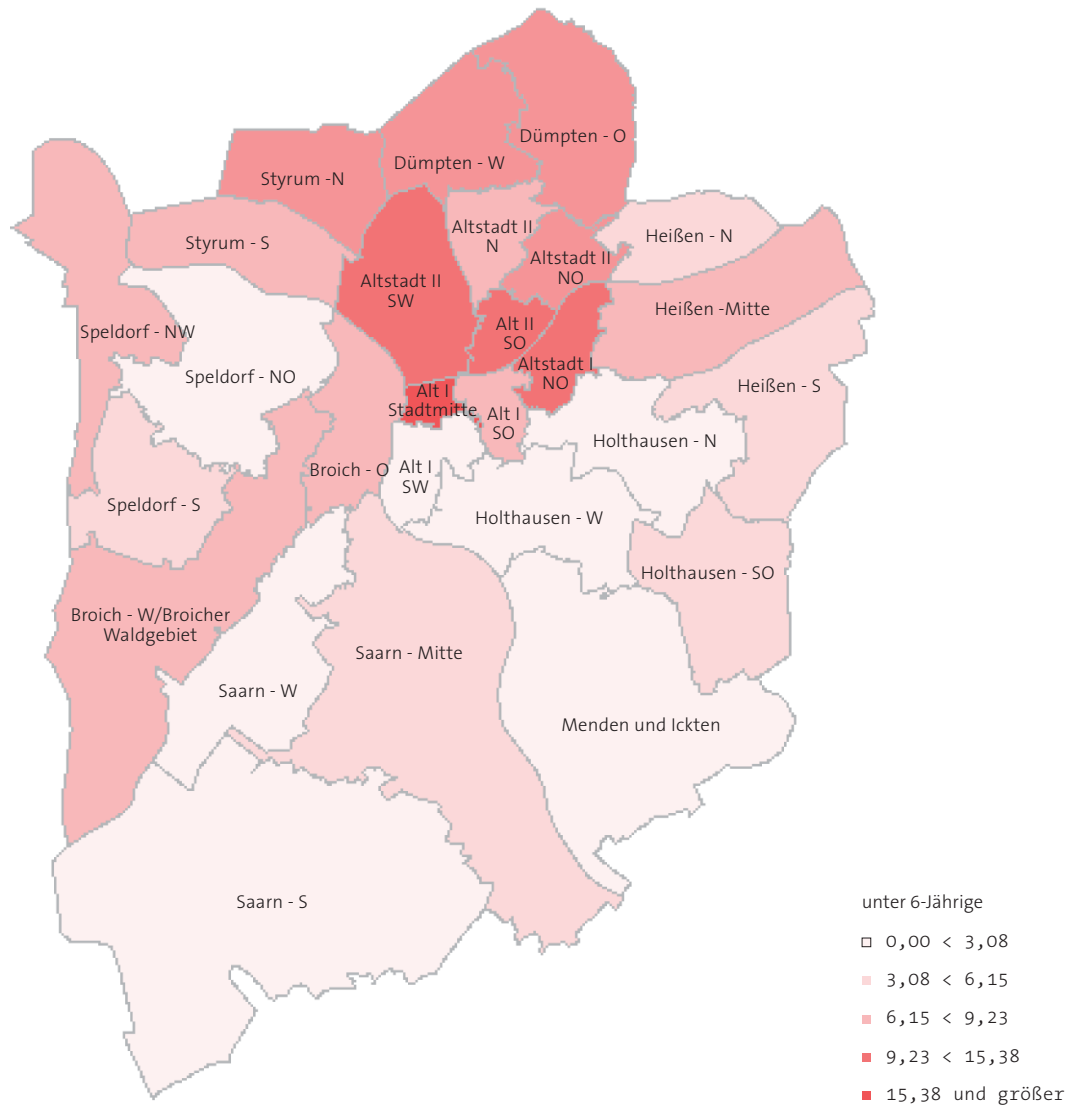 Dümpten - O
Dümpten - W
Styrum -N
Altstadt II
N
Heißen - N
Styrum - S
Altstadt II
NO
Altstadt II
SW
Heißen -Mitte
Speldorf - NW
Alt II
SO
Altstadt I
NO
Speldorf - NO
Heißen - S
Alt I
Stadtmitte
Alt I
SO
Holthausen - N
Broich - O
Alt I
SW
Speldorf - S
Holthausen - W
Holthausen - SO
Broich - W/Broicher
Waldgebiet
Saarn - Mitte
Saarn - W
Menden und Ickten
Saarn - S
unter 6-Jährige
0,00 < 3,08
3,08 < 6,15
6,15 < 9,23
9,23 < 15,38
15,38 und größer